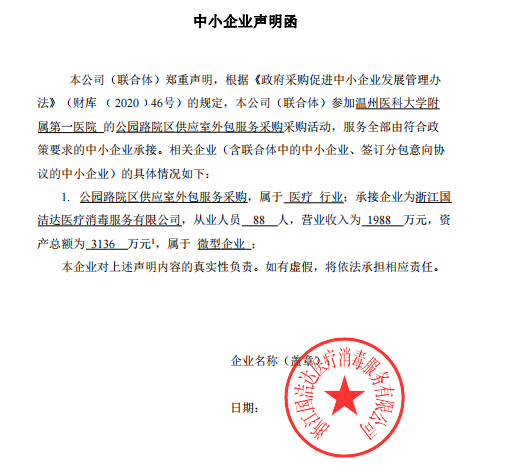 中小企业声明函
本公司（联合体）郑重声明，根据《政府采购促进中小企业发展管理办
法》（财库﹝2020﹞46号）的规定，本公司（联合体）参加温州医科大学附
属第一医院 的公园路院区供应室外包服务采购采购活动，服务全部由符合政
策要求的中小企业承接。相关企业（含联合体中的中小企业、签订分包意向协
议的中小企业）的具体情况如下：
1. 公园路院区供应室外包服务采购，属于 医疗 行业；承接企业为浙江国
洁达医疗消毒服务有限公司，从业人员 88 人，营业收入为 1988 万元，资
产总额为 3136 万元¹，属于 微型企业；
本企业对上述声明内容的真实性负责。如有虚假，将依法承担相应责任。
企业名称（盖章）：
日期：
浙江国洁达医疗消毒服务有限公司